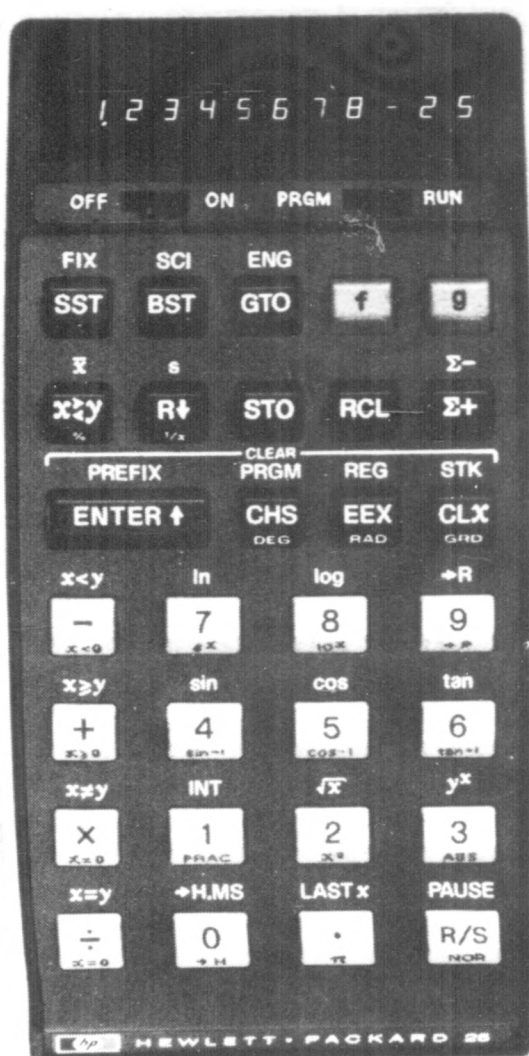 1.2345678-25
OFF ON PRGM RUN
FIX SCI ENG
SST BST GTO f g
x̅ s Σ−
x≷y R↓ STO RCL Σ+
% 1/x
CLEAR
PREFIX PRGM REG STK
ENTER↑ CHS EEX CLX
DEG RAD GRD
x<y ln log →R
− 7 8 9
x<0 eˣ 10ˣ →P
x≥y sin cos tan
+ 4 5 6
x≥0 sin⁻¹ cos⁻¹ tan⁻¹
x≠y INT √x yˣ
× 1 2 3
FRAC x² ABS
x=y →H.MS LAST x PAUSE
÷ 0 · R/S
x=0 →H π NOP
hp HEWLETT·PACKARD 25